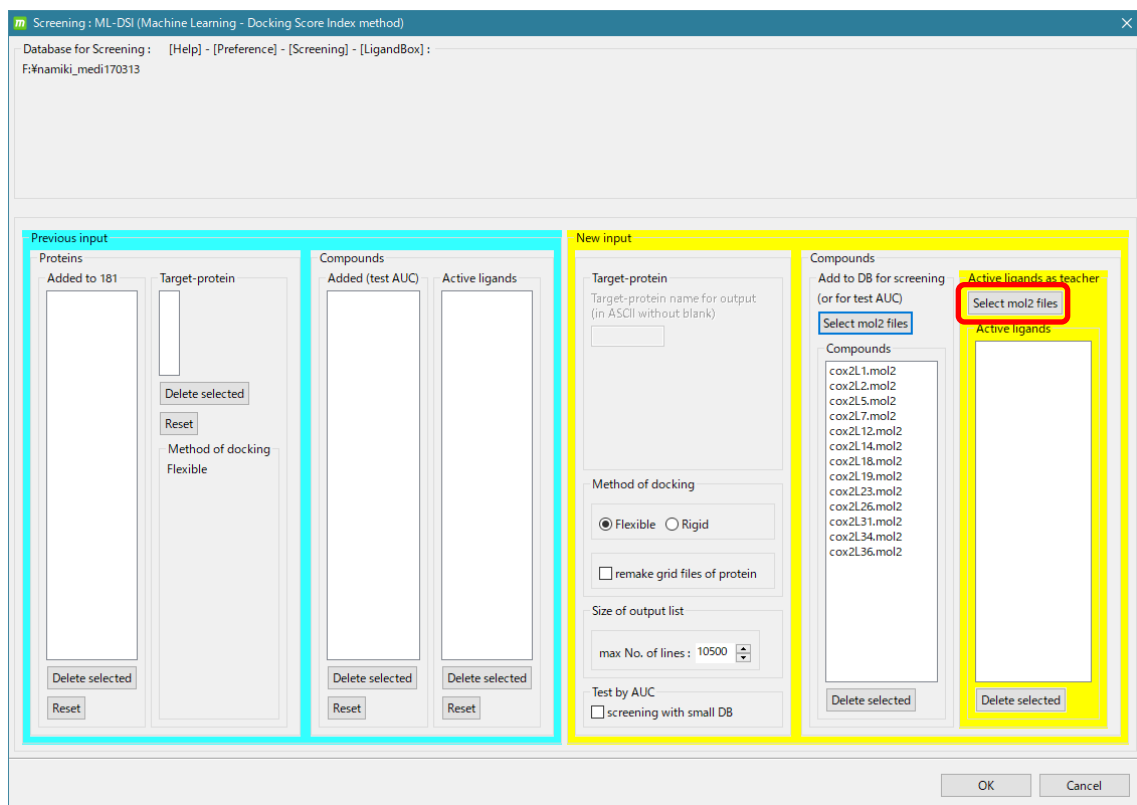 m Screening : ML-DSI (Machine Learning - Docking Score Index method)
Database for Screening : [Help] - [Preference] - [Screening] - [LigandBox] :
F:¥namiki_medi170313
Previous input
Proteins
Added to 181
Delete selected
Reset
Target-protein
Delete selected
Reset
Method of docking
Flexible
Compounds
Added (test AUC)
Delete selected
Reset
Active ligands
Delete selected
Reset
New input
Target-protein
Target-protein name for output
(in ASCII without blank)
Method of docking
Flexible Rigid
remake grid files of protein
Size of output list
max No. of lines : 10500
Test by AUC
screening with small DB
Compounds
Add to DB for screening
(or for test AUC)
Select mol2 files
Compounds
cox2L1.mol2
cox2L2.mol2
cox2L5.mol2
cox2L7.mol2
cox2L12.mol2
cox2L14.mol2
cox2L18.mol2
cox2L19.mol2
cox2L23.mol2
cox2L26.mol2
cox2L31.mol2
cox2L34.mol2
cox2L36.mol2
Delete selected
Active ligands as teacher
Select mol2 files
Active ligands
Delete selected
OK Cancel